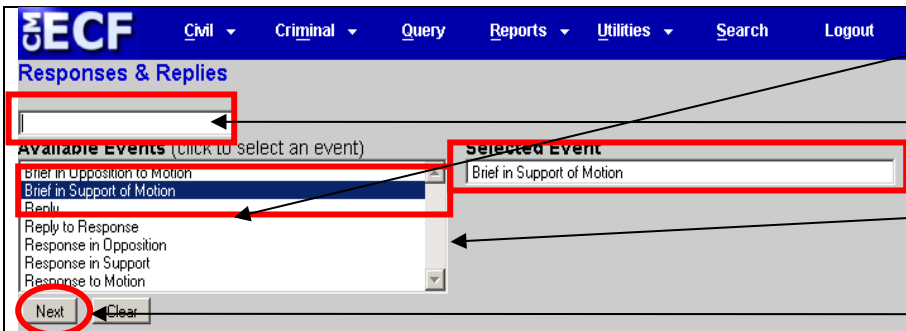 CM ECF Civil Criminal Query Reports Utilities Search Logout
Responses & Replies
Available Events (click to select an event) Selected Event
Brief in Opposition to Motion Brief in Support of Motion
Brief in Support of Motion
Reply
Reply to Response
Response in Opposition
Response in Support
Response to Motion
Next Clear